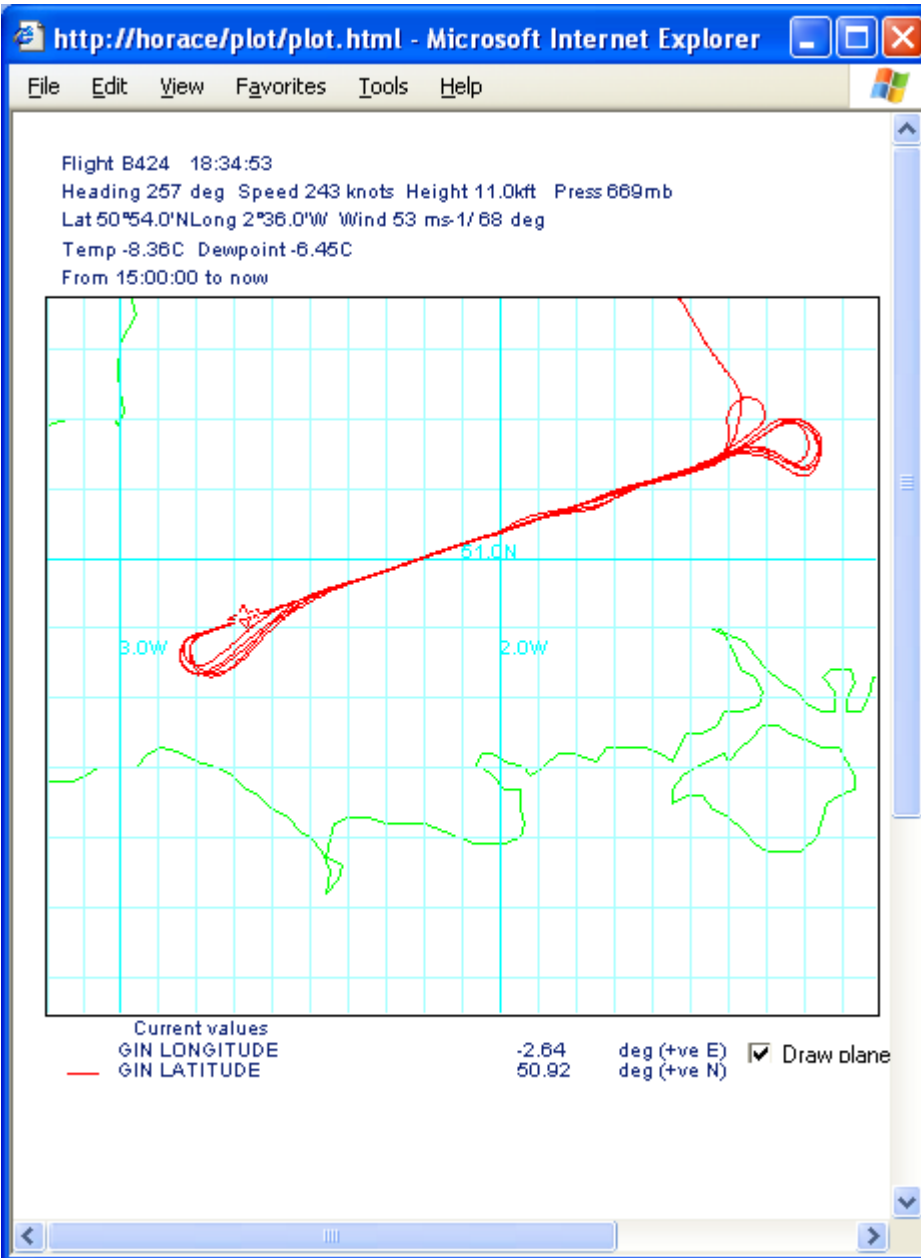 http://horace/plot/plot.html - Microsoft Internet Explorer
File Edit View Favorites Tools Help
Flight B424 18:34:53
Heading 257 deg Speed 243 knots Height 11.0kft Press 669mb
Lat 50°54.0'NLong 2°36.0'W Wind 53 ms-1/ 68 deg
Temp -8.36C Dewpoint -6.45C
From 15:00:00 to now
51.0N
3.0W 2.0W
Current values
GIN LONGITUDE -2.64 deg (+ve E)
GIN LATITUDE 50.92 deg (+ve N)
Draw plane